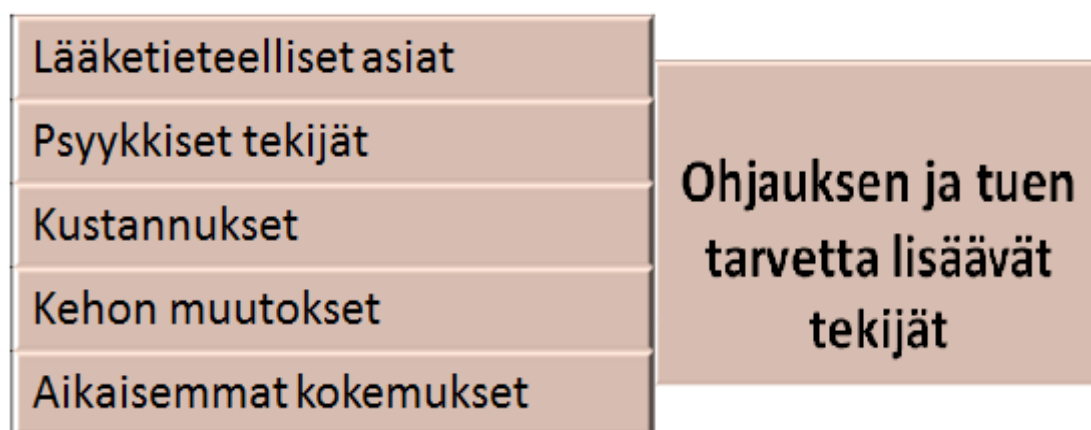 Lääketieteelliset asiat
Psyykkiset tekijät
Kustannukset
Kehon muutokset
Aikaisemmat kokemukset
Ohjauksen ja tuen
tarvetta lisäävät
tekijät